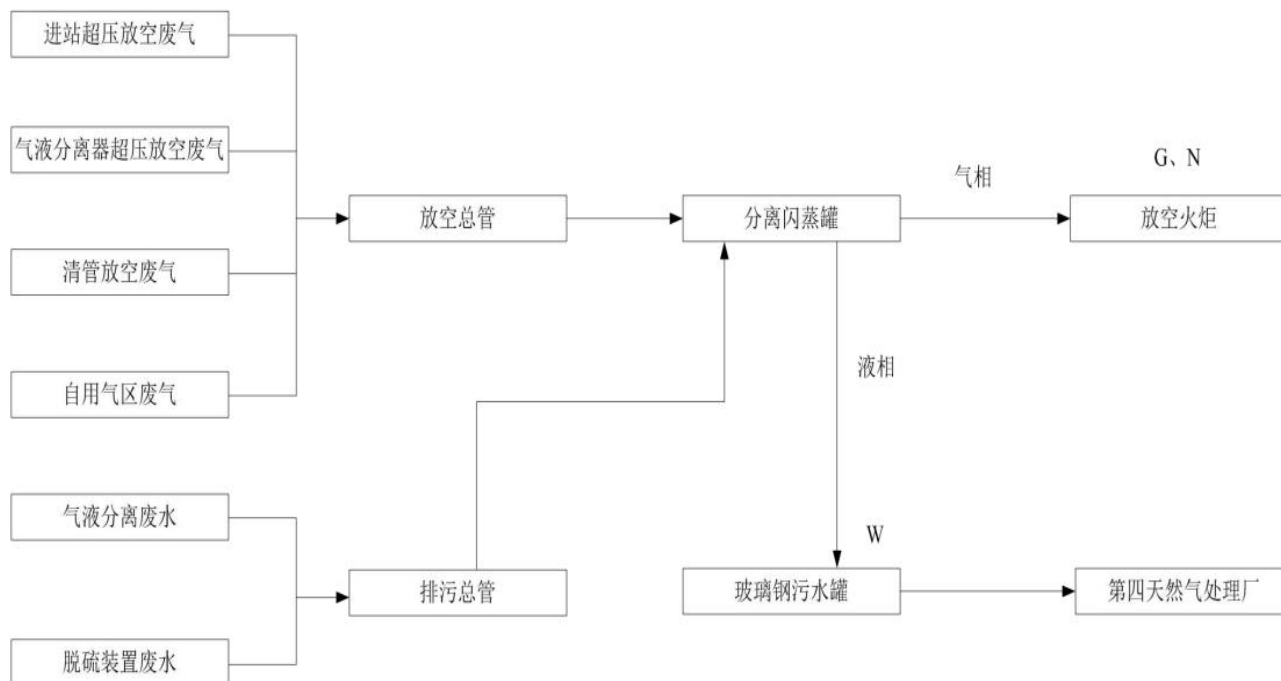 进站超压放空废气
气液分离器超压放空废气
G、N
气相
放空总管
分离闪蒸罐
放空火炬
清管放空废气
液相
自用气区废气
气液分离废水
W
排污总管
玻璃钢污水罐
第四天然气处理厂
脱硫装置废水